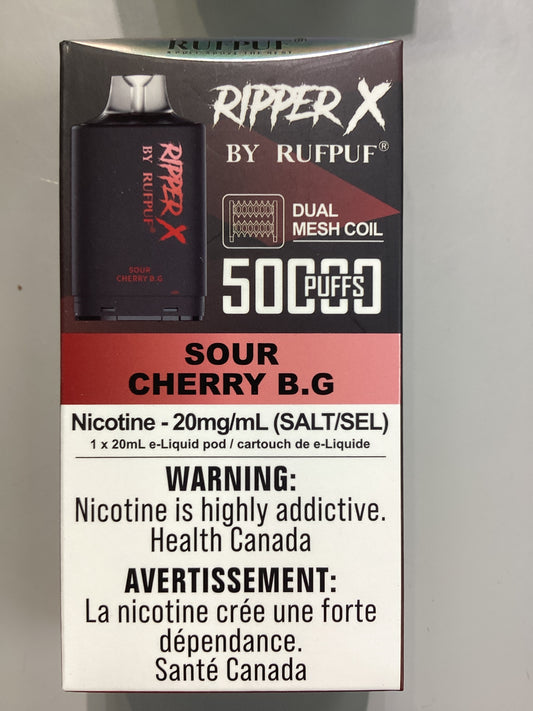 RUFPUF®
RIPPER X
BY RUFPUF®
RIPPER X
BY RUFPUF®
SOUR
CHERRY B.G
DUAL
MESH COIL
50000 PUFFS
SOUR
CHERRY B.G
Nicotine - 20mg/mL (SALT/SEL)
1 x 20mL e-Liquid pod / cartouch de e-Liquide
WARNING:
Nicotine is highly addictive.
Health Canada
AVERTISSEMENT:
La nicotine crée une forte
dépendance.
Santé Canada